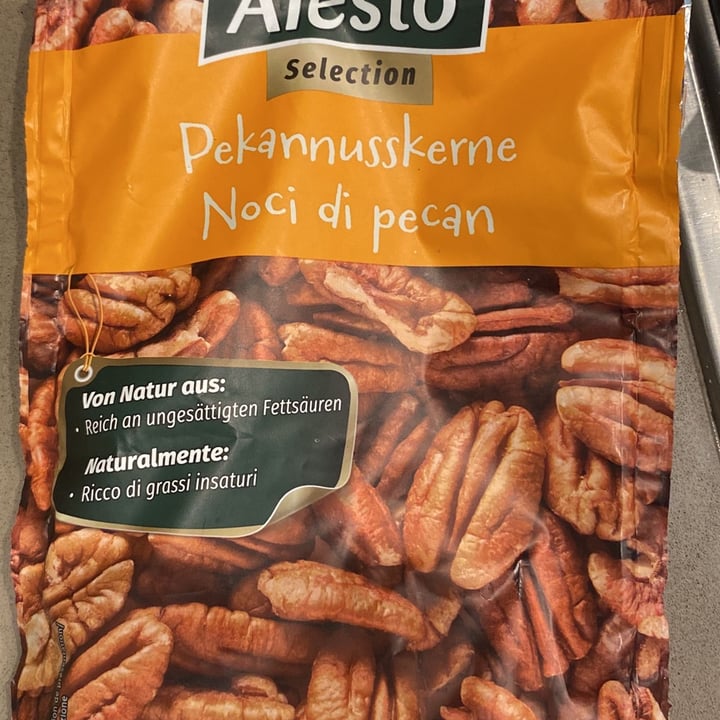 Alesto
Selection
Pekannusskerne
Noci di pecan
Von Natur aus:
• Reich an ungesättigten Fettsäuren
Naturalmente:
• Ricco di grassi insaturi